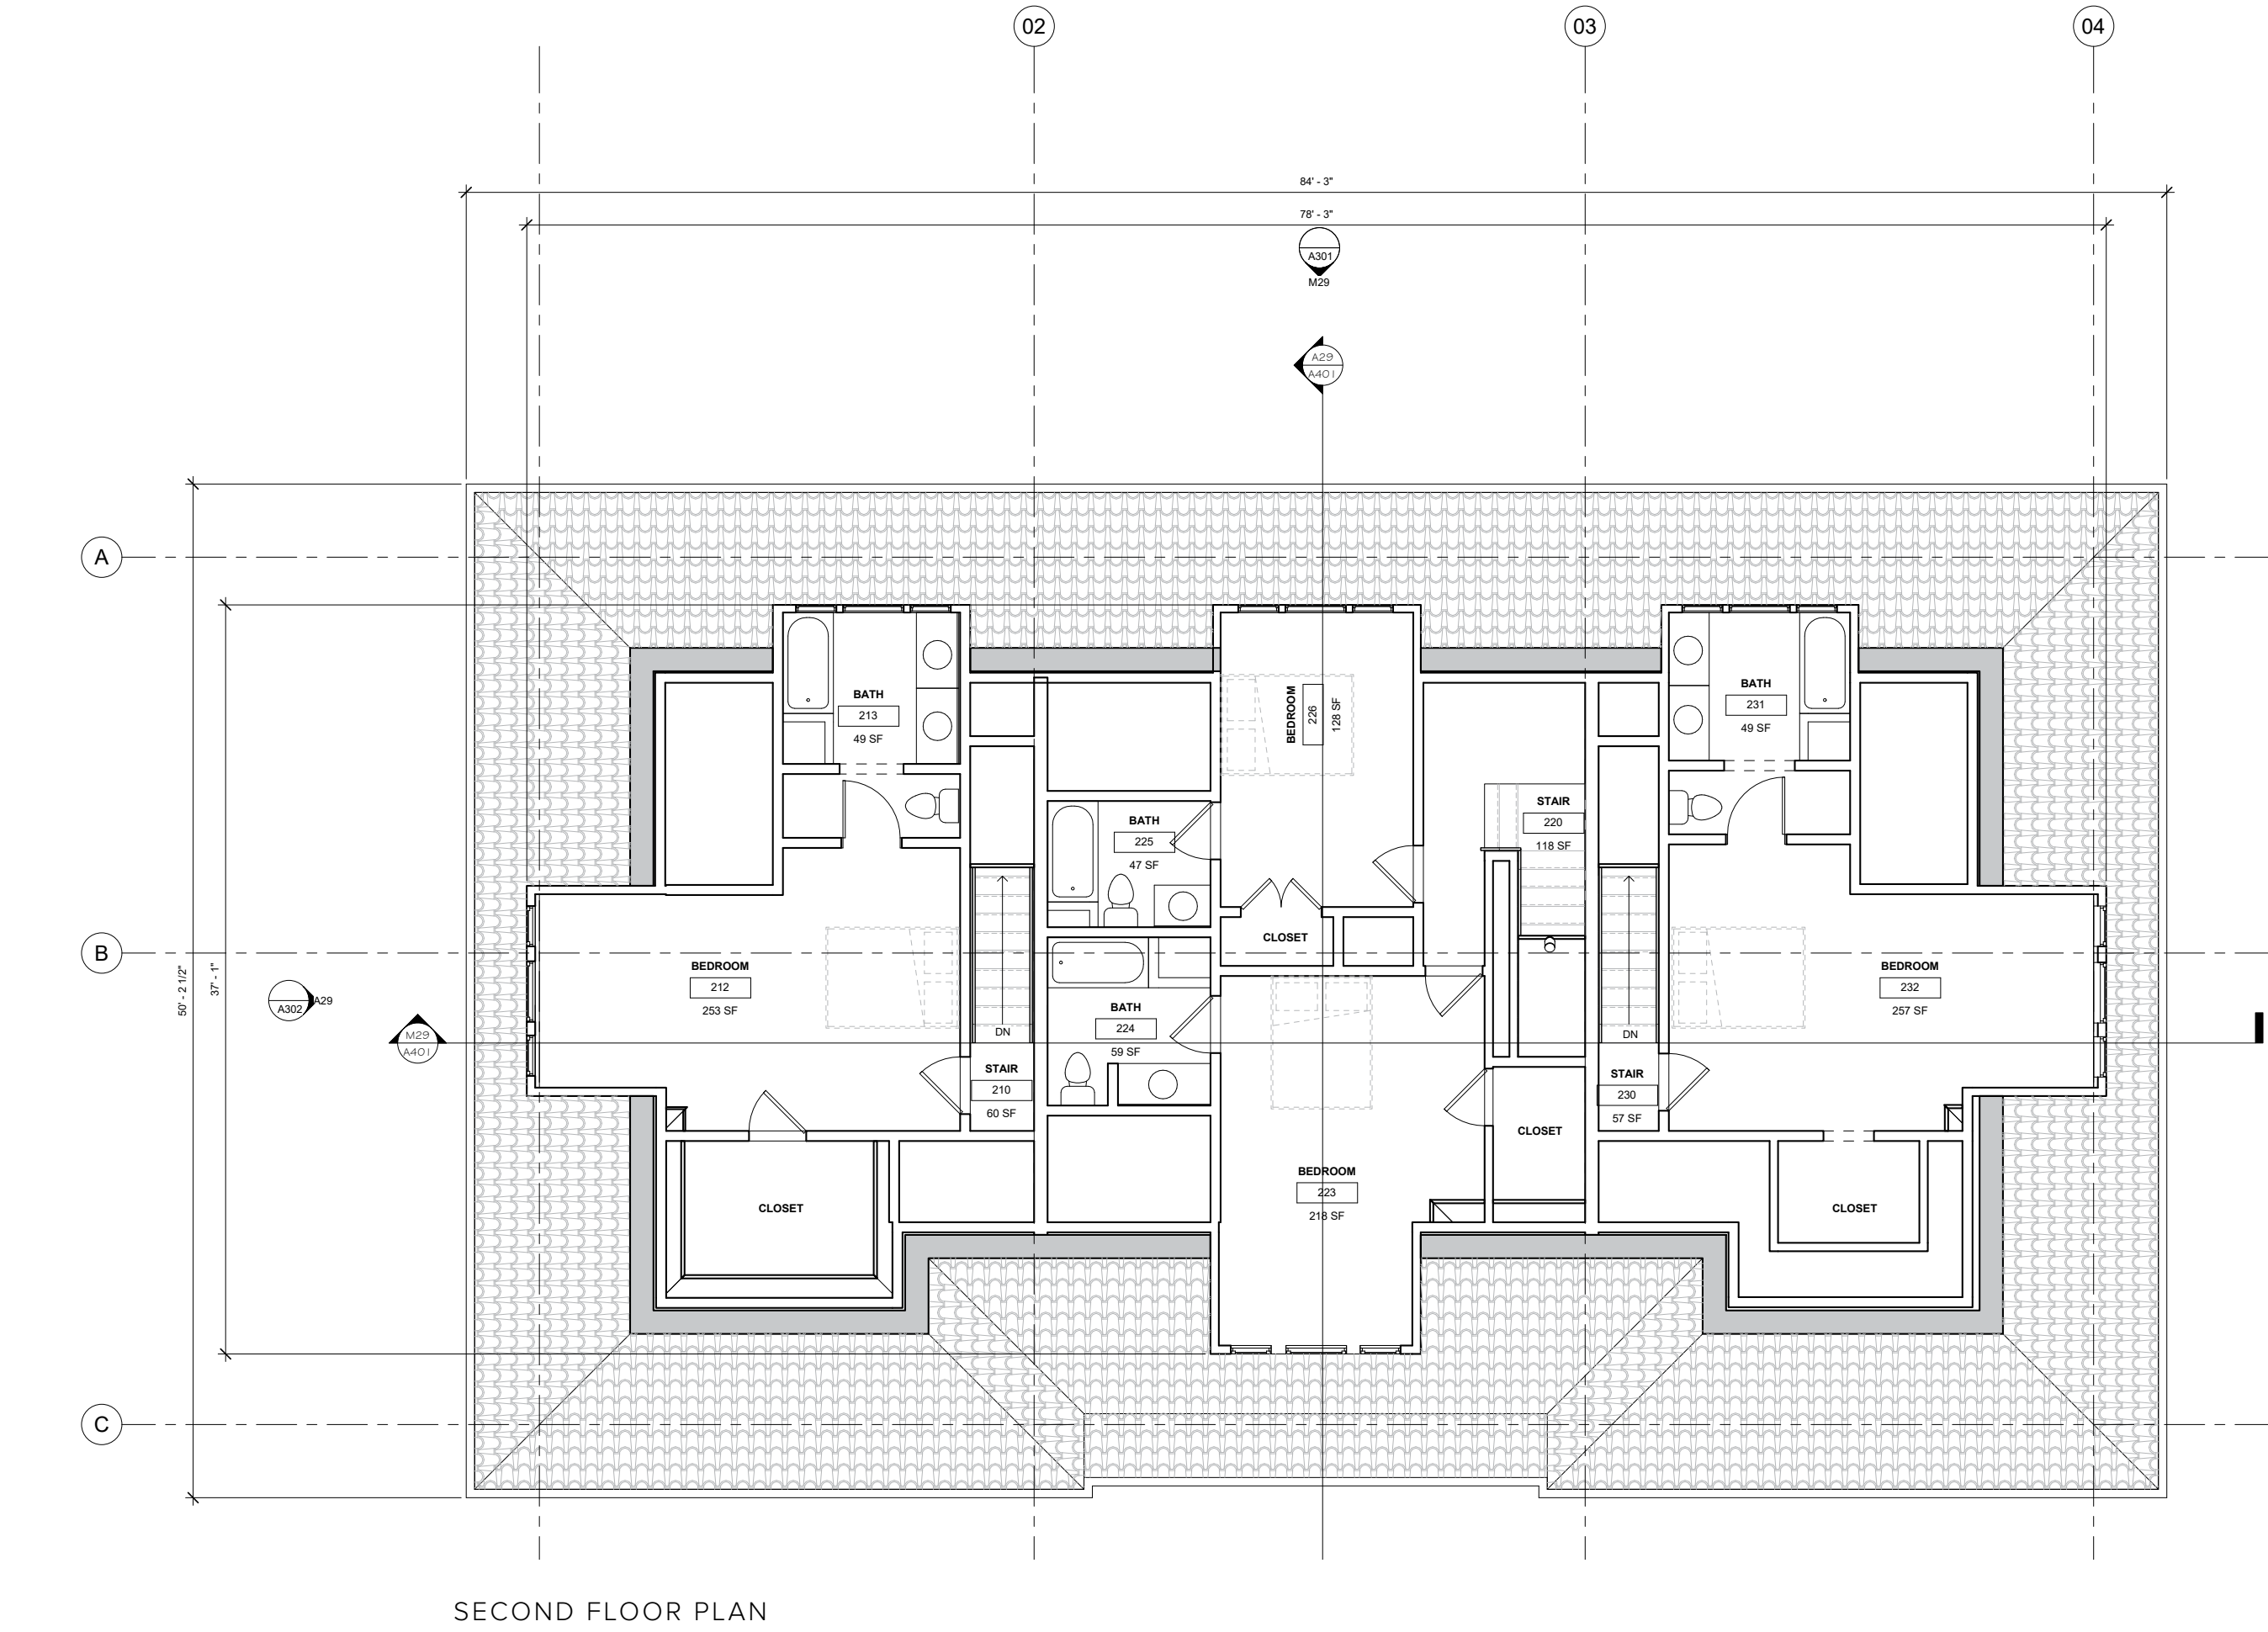 02
03
04
84' - 3"
78' - 3"
A301
M29
A29
A401
A
B
C
50' - 2 1/2"
37' - 1"
A302
A29
M29
A401
BATH
213
49 SF
BEDROOM
226
128 SF
BATH
231
49 SF
STAIR
220
118 SF
BATH
225
47 SF
CLOSET
BEDROOM
212
253 SF
BEDROOM
232
257 SF
BATH
224
59 SF
DN
DN
STAIR
210
60 SF
STAIR
230
57 SF
CLOSET
BEDROOM
223
218 SF
CLOSET
CLOSET
SECOND FLOOR PLAN